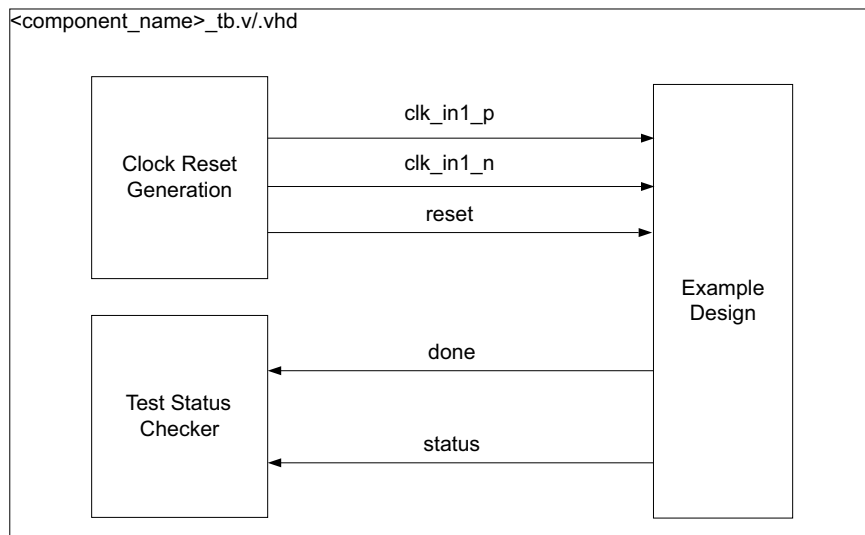 <component_name>_tb.v/.vhd
Clock Reset
Generation
clk_in1_p
clk_in1_n
reset
Example
Design
done
Test Status
Checker
status